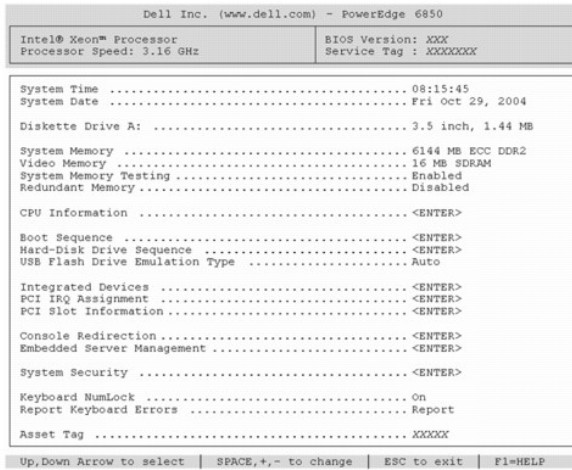 Dell Inc. (www.dell.com) - PowerEdge 6850
Intel® Xeon™ Processor
Processor Speed: 3.16 GHz
BIOS Version: XXX
Service Tag : XXXXXXX
System Time ....................................... 08:15:45
System Date ....................................... Fri Oct 29, 2004
Diskette Drive A: ................................. 3.5 inch, 1.44 MB
System Memory ..................................... 6144 MB ECC DDR2
Video Memory ...................................... 16 MB SDRAM
System Memory Testing ............................. Enabled
Redundant Memory................................... Disabled
CPU Information ................................... <ENTER>
Boot Sequence ..................................... <ENTER>
Hard-Disk Drive Sequence .......................... <ENTER>
USB Flash Drive Emulation Type .................... Auto
Integrated Devices ................................ <ENTER>
PCI IRQ Assignment ................................ <ENTER>
PCI Slot Information............................... <ENTER>
Console Redirection ............................... <ENTER>
Embedded Server Management ........................ <ENTER>
System Security ................................... <ENTER>
Keyboard NumLock .................................. On
Report Keyboard Errors ............................ Report
Asset Tag ......................................... XXXXX
Up,Down Arrow to select | SPACE,+,- to change | ESC to exit | F1=HELP